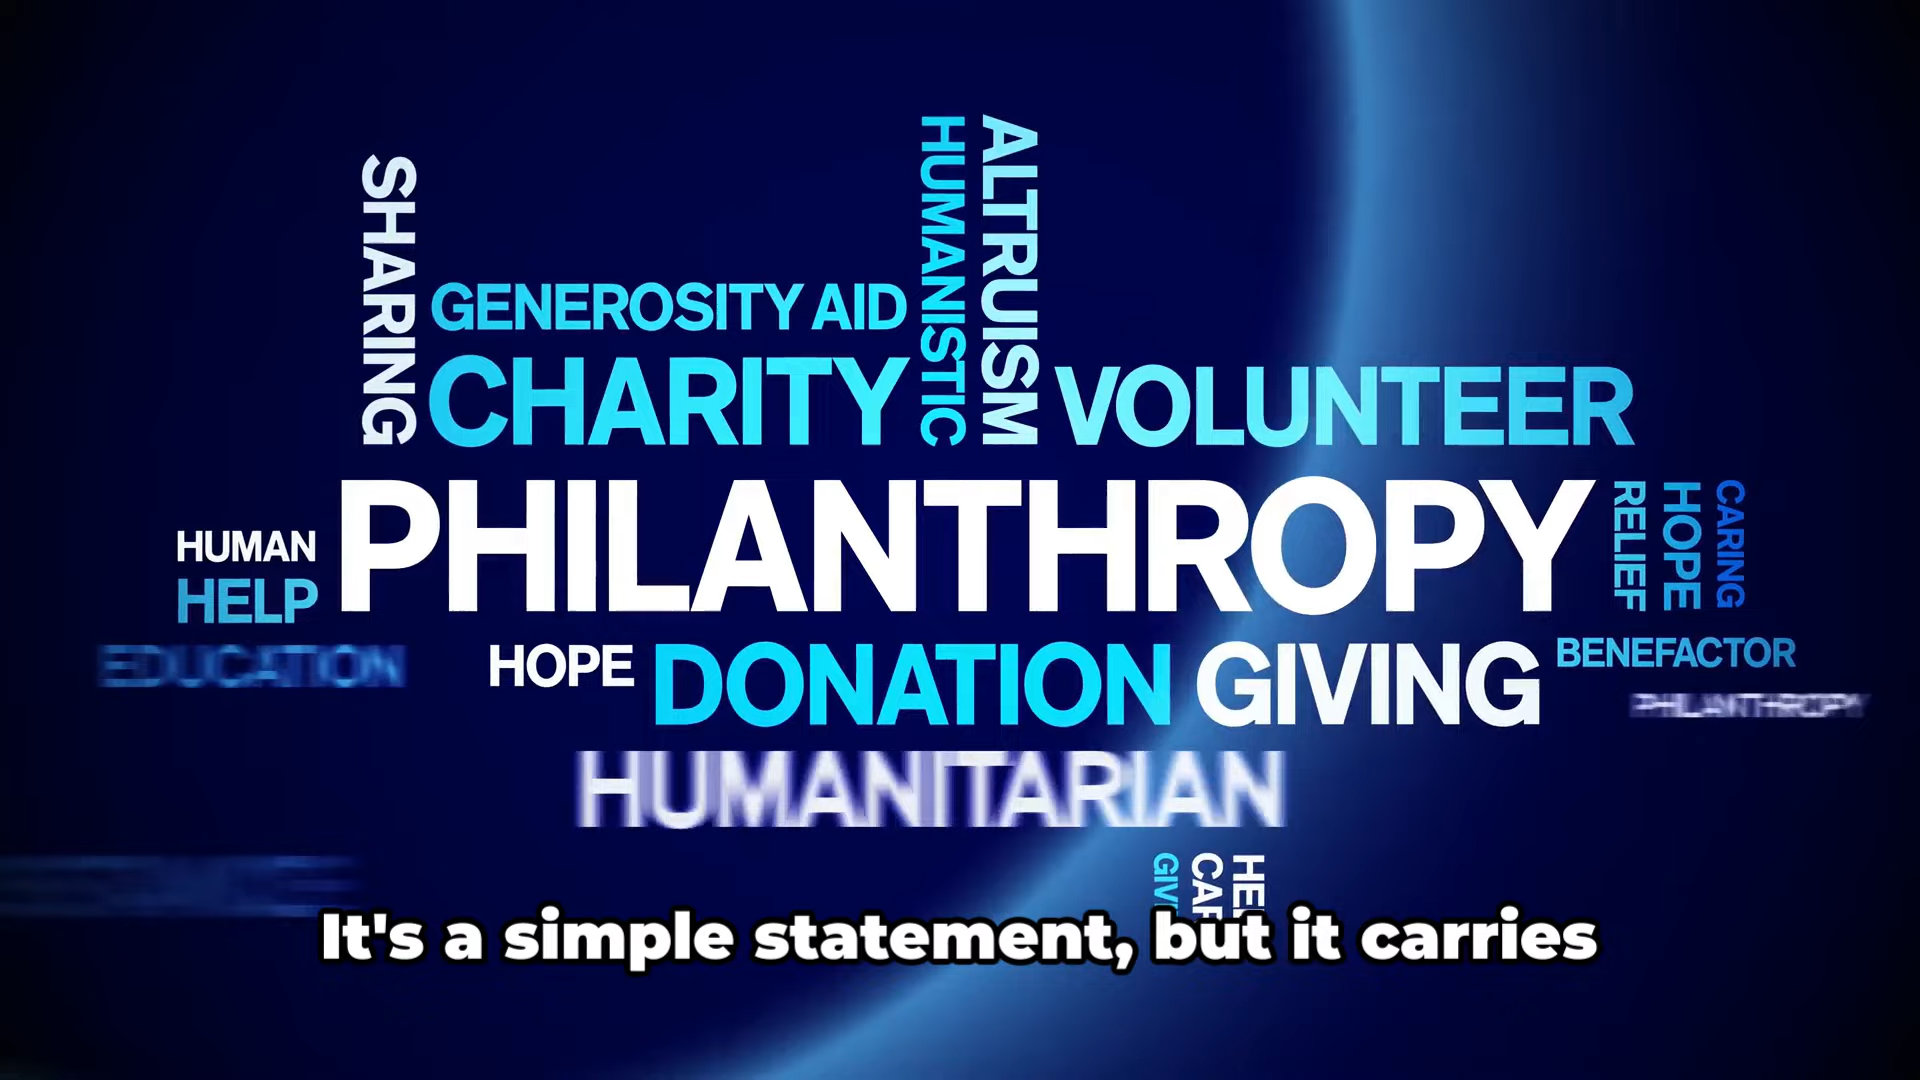 SHARING
HUMANISTIC
ALTRUISM
GENEROSITY AID
CHARITY
VOLUNTEER
PHILANTHROPY
RELIEF
HOPE
CARING
HUMAN
HELP
EDUCATION
HOPE
DONATION
GIVING
BENEFACTOR
PHILANTHROPY
HUMANITARIAN
It's a simple statement, but it carries